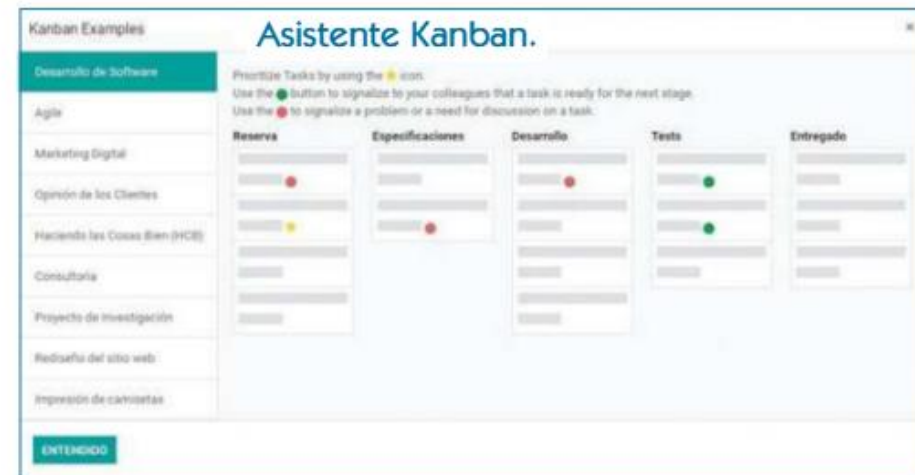 Kanban Examples
Asistente Kanban.
×
Desarrollo de Software
Agile
Marketing Digital
Opinión de los Clientes
Haciendo las Cosas Bien (HCB)
Consultoria
Proyecto de investigación
Rediseño del sitio web
Impresión de camisetas
Prioritize Tasks by using the icon.
Use the button to signalize to your colleagues that a task is ready for the next stage.
Use the to signalize a problem or a need for discussion on a task.
Reserva Especificaciones Desarrollo Tests Entregado
ENTENDIDO